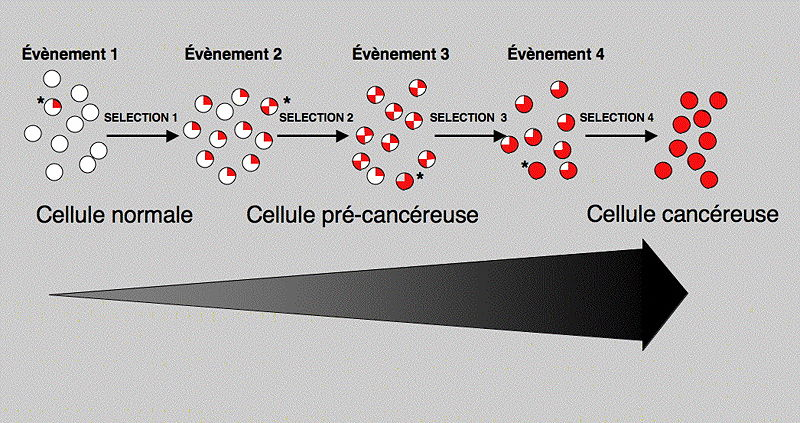 Évènement 1 Évènement 2 Évènement 3 Évènement 4
* * * *
SELECTION 1 SELECTION 2 SELECTION 3 SELECTION 4
Cellule normale Cellule pré-cancéreuse Cellule cancéreuse